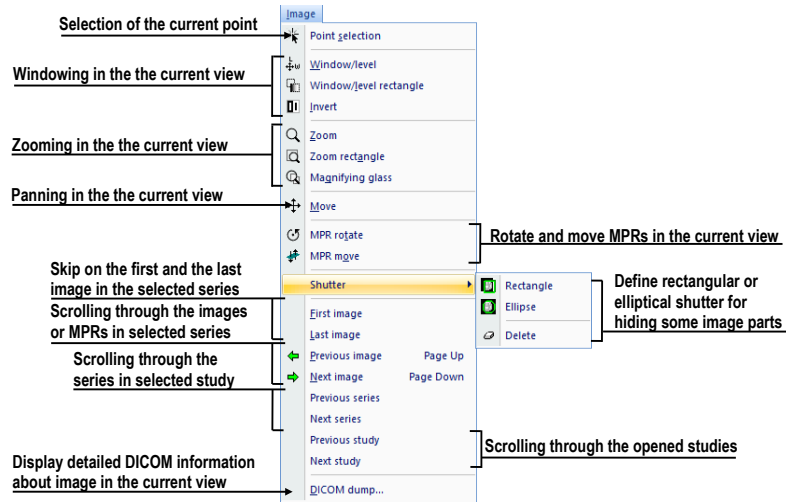 Image
Selection of the current point
Point selection
Windowing in the the current view
Window/level
Window/level rectangle
Invert
Zooming in the the current view
Zoom
Zoom rectangle
Magnifying glass
Panning in the the current view
Move
MPR rotate
MPR move
Rotate and move MPRs in the current view
Skip on the first and the last
image in the selected series
Shutter
Rectangle
Ellipse
Delete
Define rectangular or
elliptical shutter for
hiding some image parts
Scrolling through the images
or MPRs in selected series
First image
Last image
Previous image Page Up
Next image Page Down
Scrolling through the
series in selected study
Previous series
Next series
Previous study
Next study
Scrolling through the opened studies
Display detailed DICOM information
about image in the current view
DICOM dump...